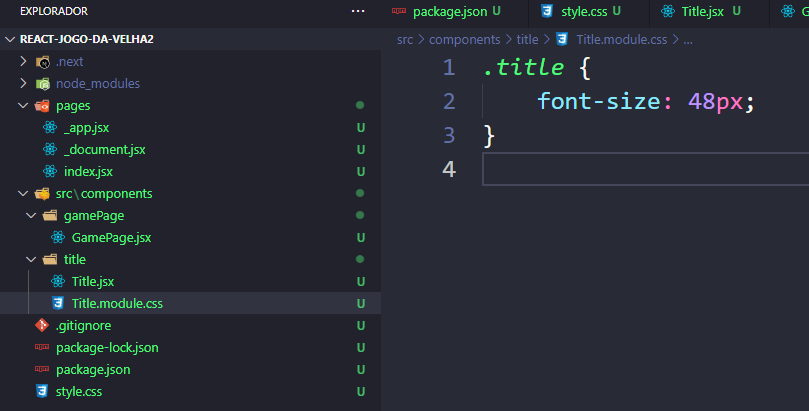 EXPLORADOR ...
REACT-JOGO-DA-VELHA2
.next
node_modules
pages
_app.jsx U
_document.jsx U
index.jsx U
src\components
gamePage
GamePage.jsx U
title
Title.jsx U
Title.module.css U
.gitignore U
package-lock.json U
package.json U
style.css U
package.json U style.css U Title.jsx U G
src > components > title > Title.module.css > ...
1 .title {
2 font-size: 48px;
3 }
4